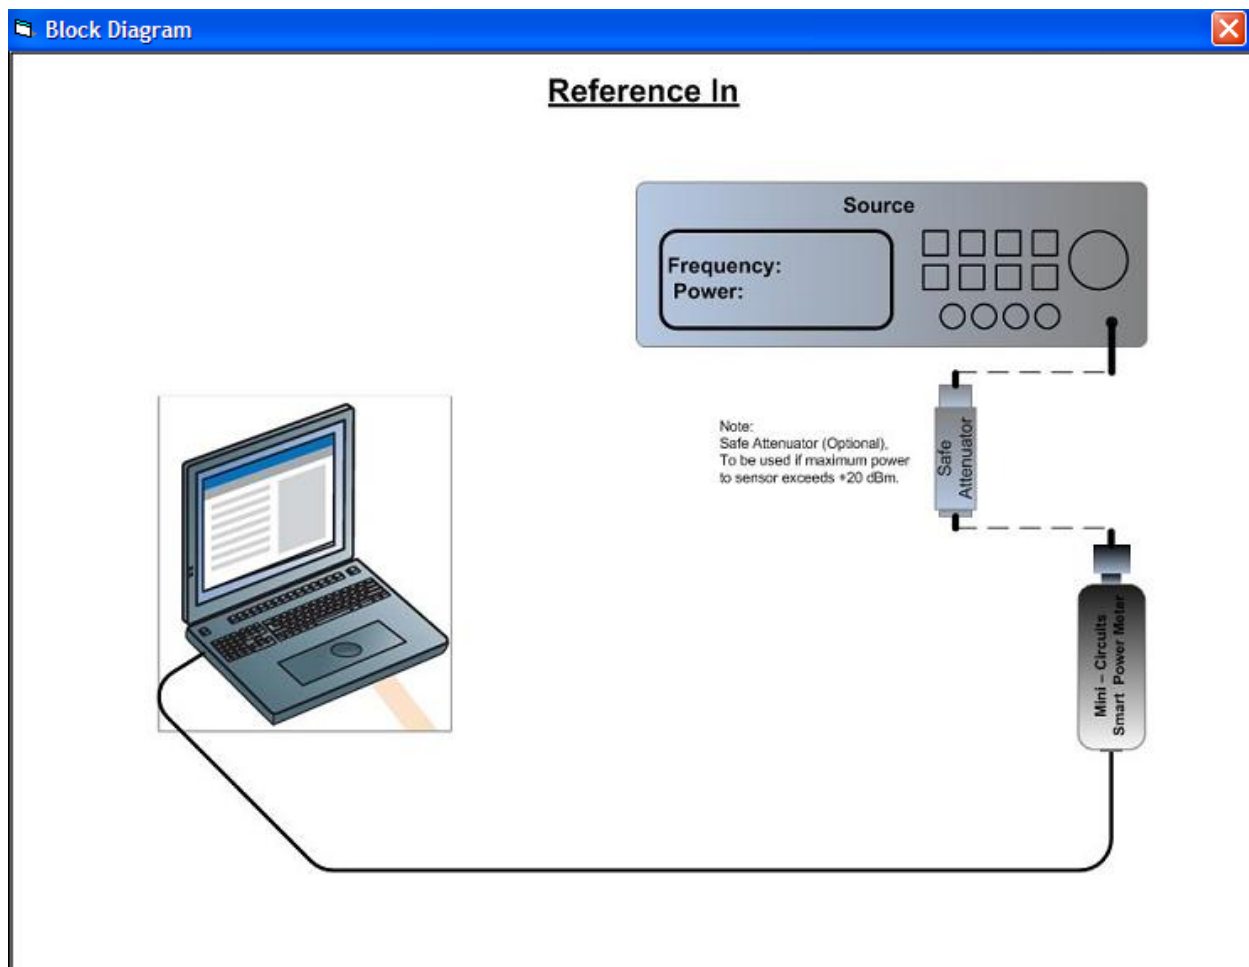 Block Diagram
Reference In
Source
Frequency:
Power:
Note:
Safe Attenuator (Optional),
To be used if maximum power
to sensor exceeds +20 dBm.
Safe
Attenuator
Mini – Circuits
Smart Power Meter